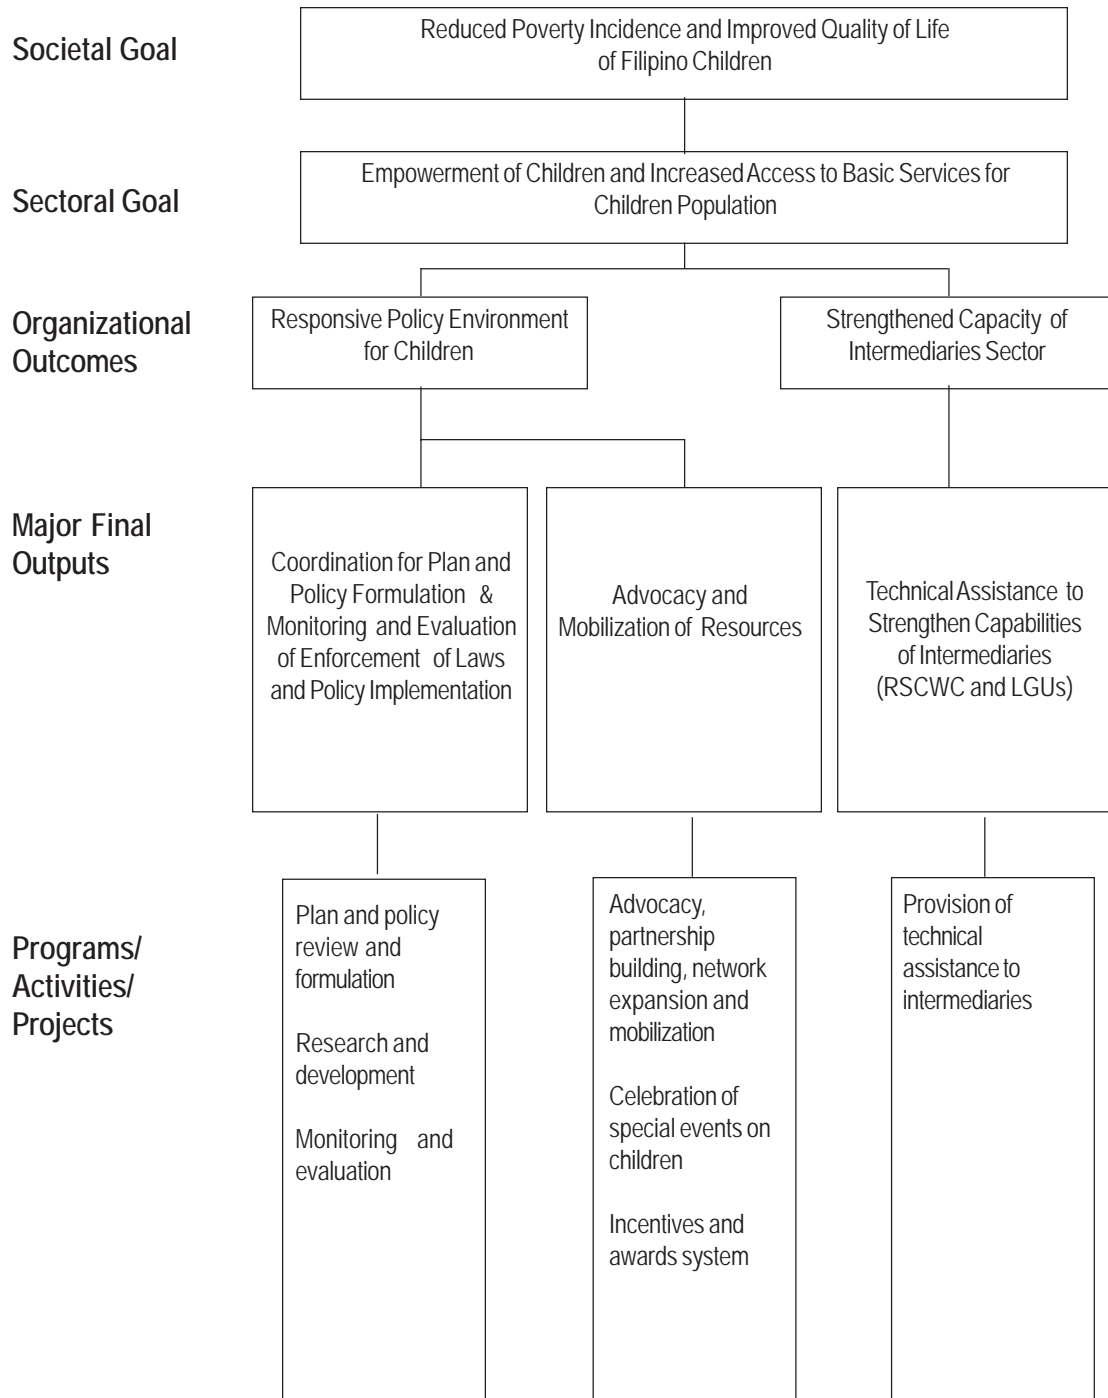 Societal Goal
Reduced Poverty Incidence and Improved Quality of Life
of Filipino Children
Sectoral Goal
Empowerment of Children and Increased Access to Basic Services for
Children Population
Organizational
Outcomes
Responsive Policy Environment
for Children
Strengthened Capacity of
Intermediaries Sector
Major Final
Outputs
Coordination for Plan and
Policy Formulation &
Monitoring and Evaluation
of Enforcement of Laws
and Policy Implementation
Advocacy and
Mobilization of Resources
Technical Assistance to
Strengthen Capabilities
of Intermediaries
(RSCWC and LGUs)
Programs/
Activities/
Projects
Plan and policy
review and
formulation
Research and
development
Monitoring and
evaluation
Advocacy,
partnership
building, network
expansion and
mobilization
Celebration of
special events on
children
Incentives and
awards system
Provision of
technical
assistance to
intermediaries